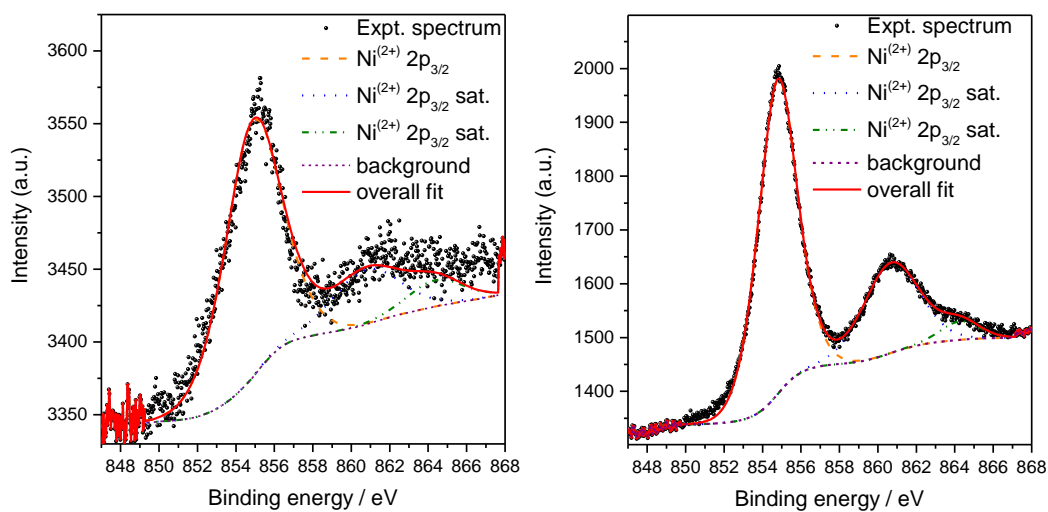 Expt. spectrum
Ni(2+) 2p3/2
Ni(2+) 2p3/2 sat.
Ni(2+) 2p3/2 sat.
background
overall fit
3600
3550
3500
3450
3400
3350
Intensity (a.u.)
848 850 852 854 856 858 860 862 864 866 868
Binding energy / eV
Expt. spectrum
Ni(2+) 2p3/2
Ni(2+) 2p3/2 sat.
Ni(2+) 2p3/2 sat.
background
overall fit
2000
1900
1800
1700
1600
1500
1400
Intensity (a.u.)
848 850 852 854 856 858 860 862 864 866 868
Binding energy / eV